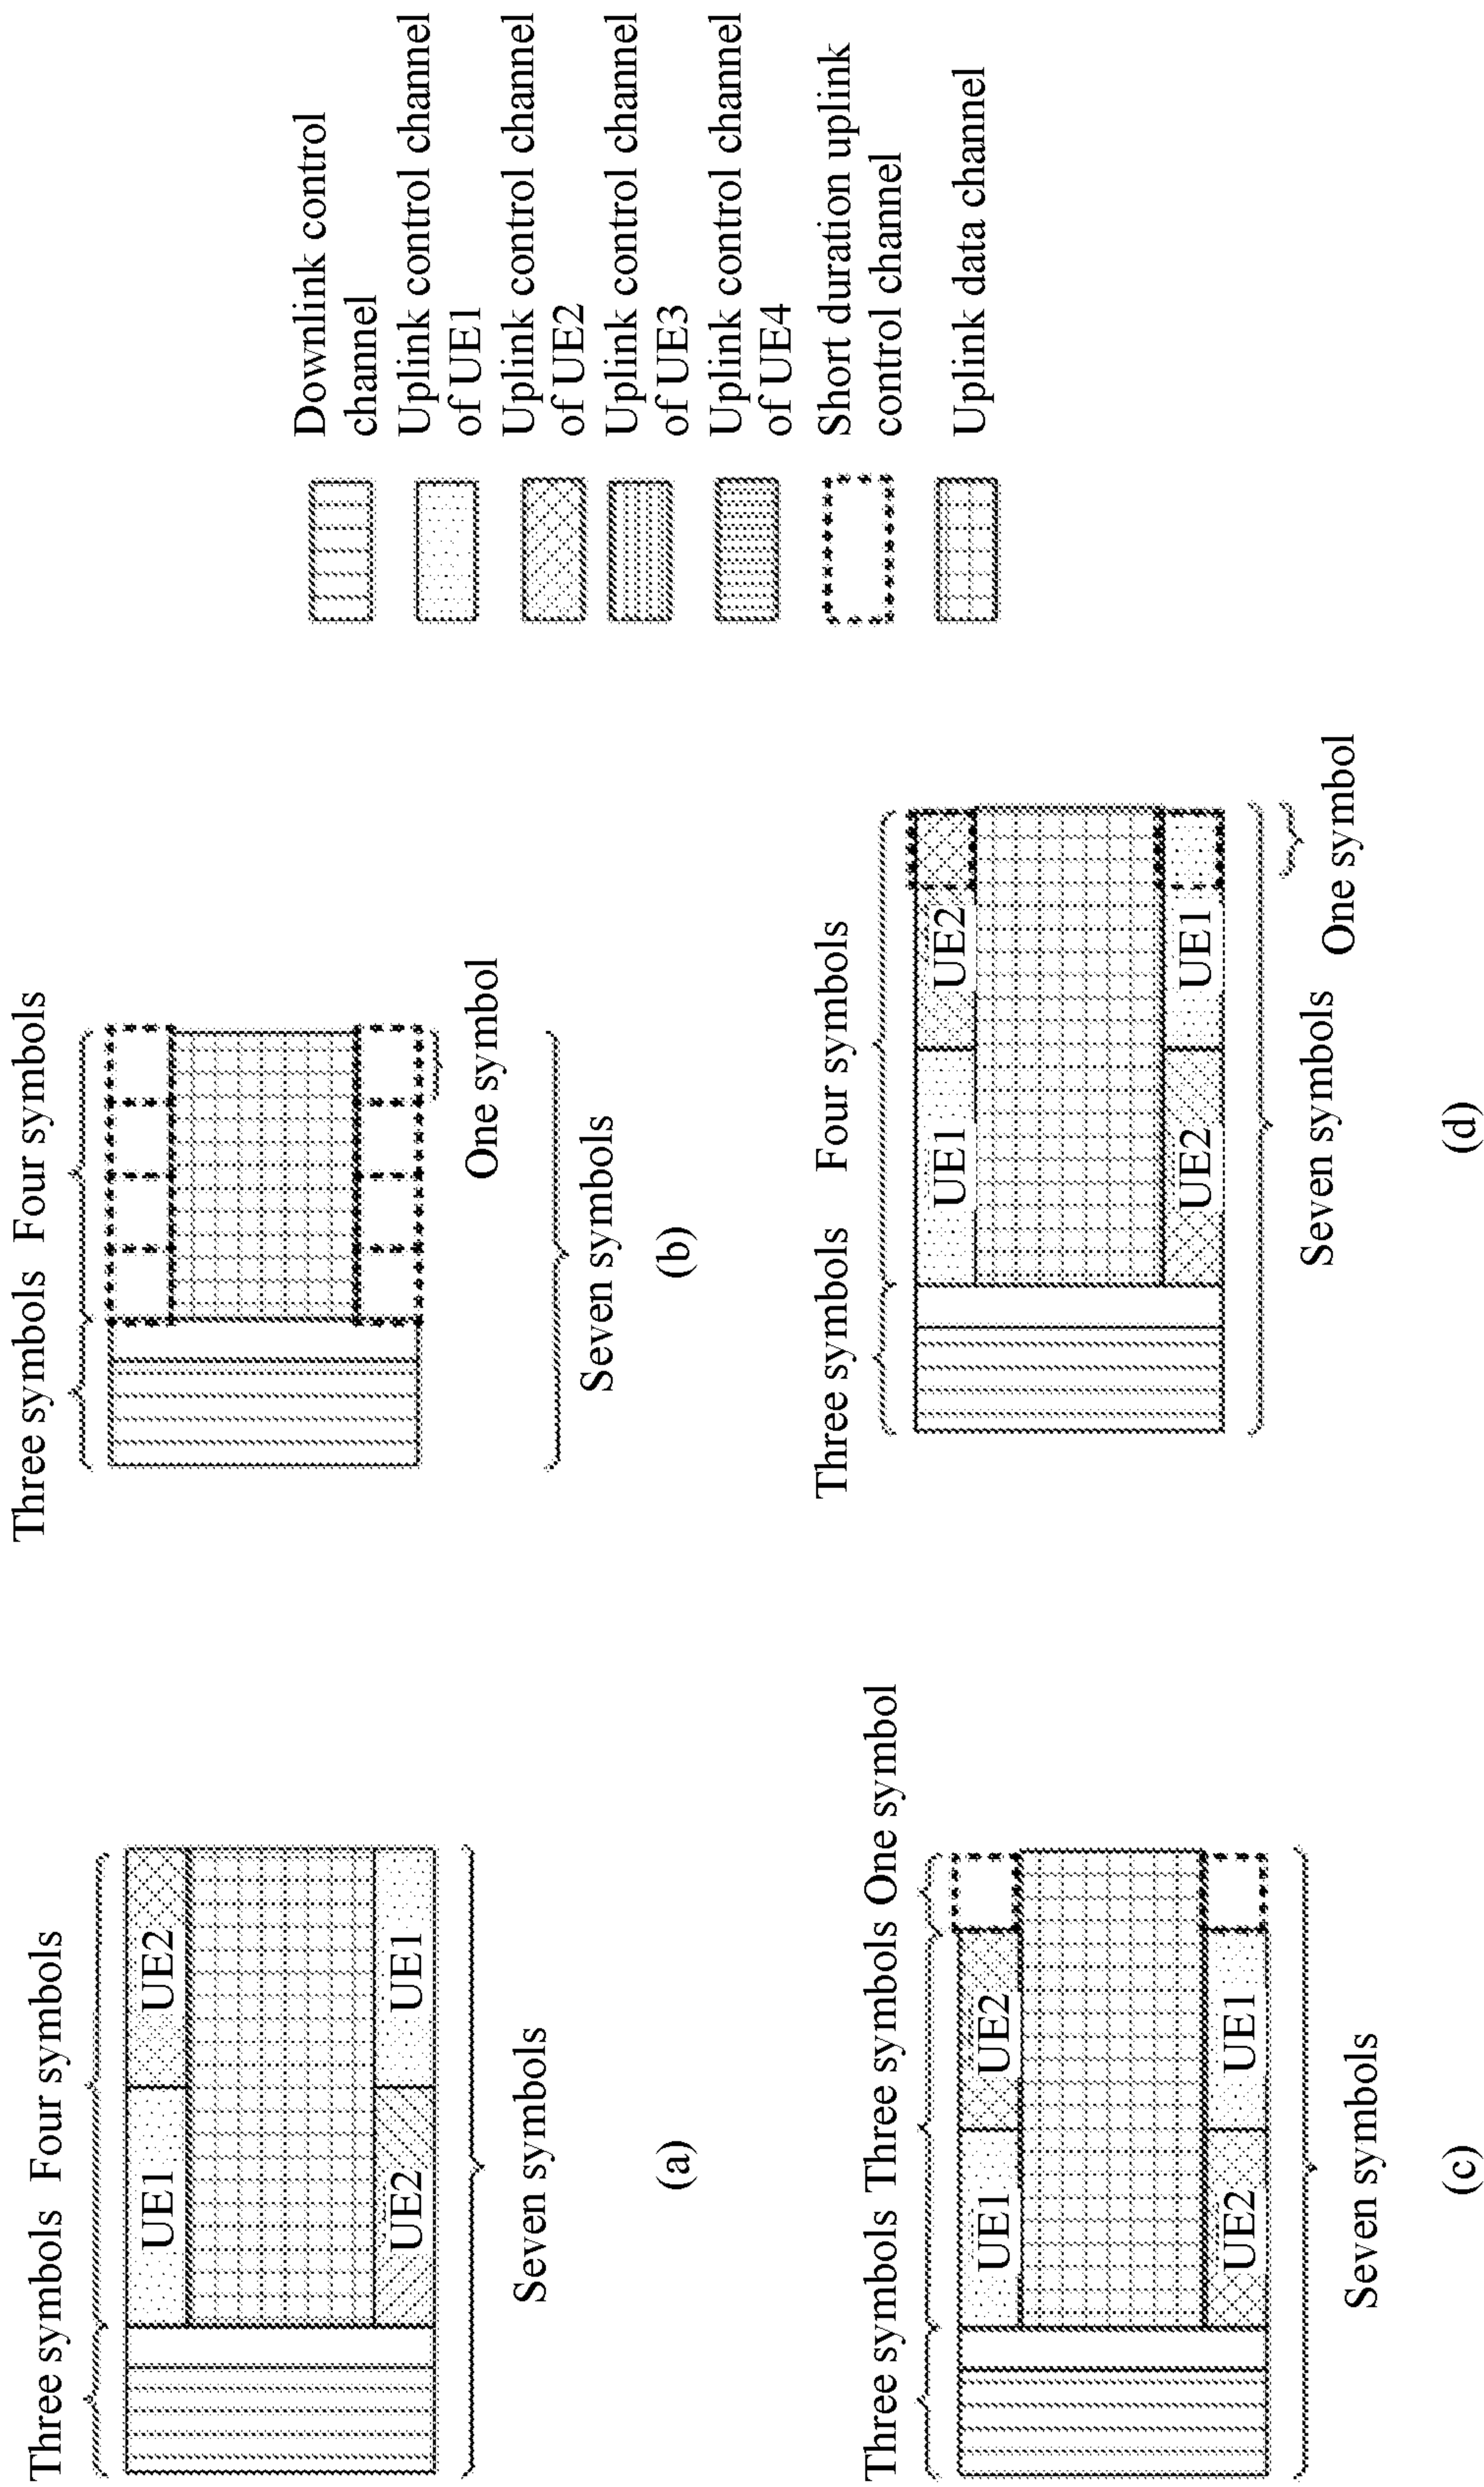 Three symbols Four symbols
UE1
UE2
UE2
UE1
Seven symbols
(a)
Three symbols Four symbols
One symbol
Seven symbols
(b)
Three symbols Three symbols One symbol
UE1
UE2
UE2
UE1
Seven symbols
(c)
Three symbols Four symbols
UE1
UE2
UE2
UE1
Seven symbols One symbol
(d)
Downlink control
channel
Uplink control channel
of UE1
Uplink control channel
of UE2
Uplink control channel
of UE3
Uplink control channel
of UE4
Short duration uplink
control channel
Uplink data channel